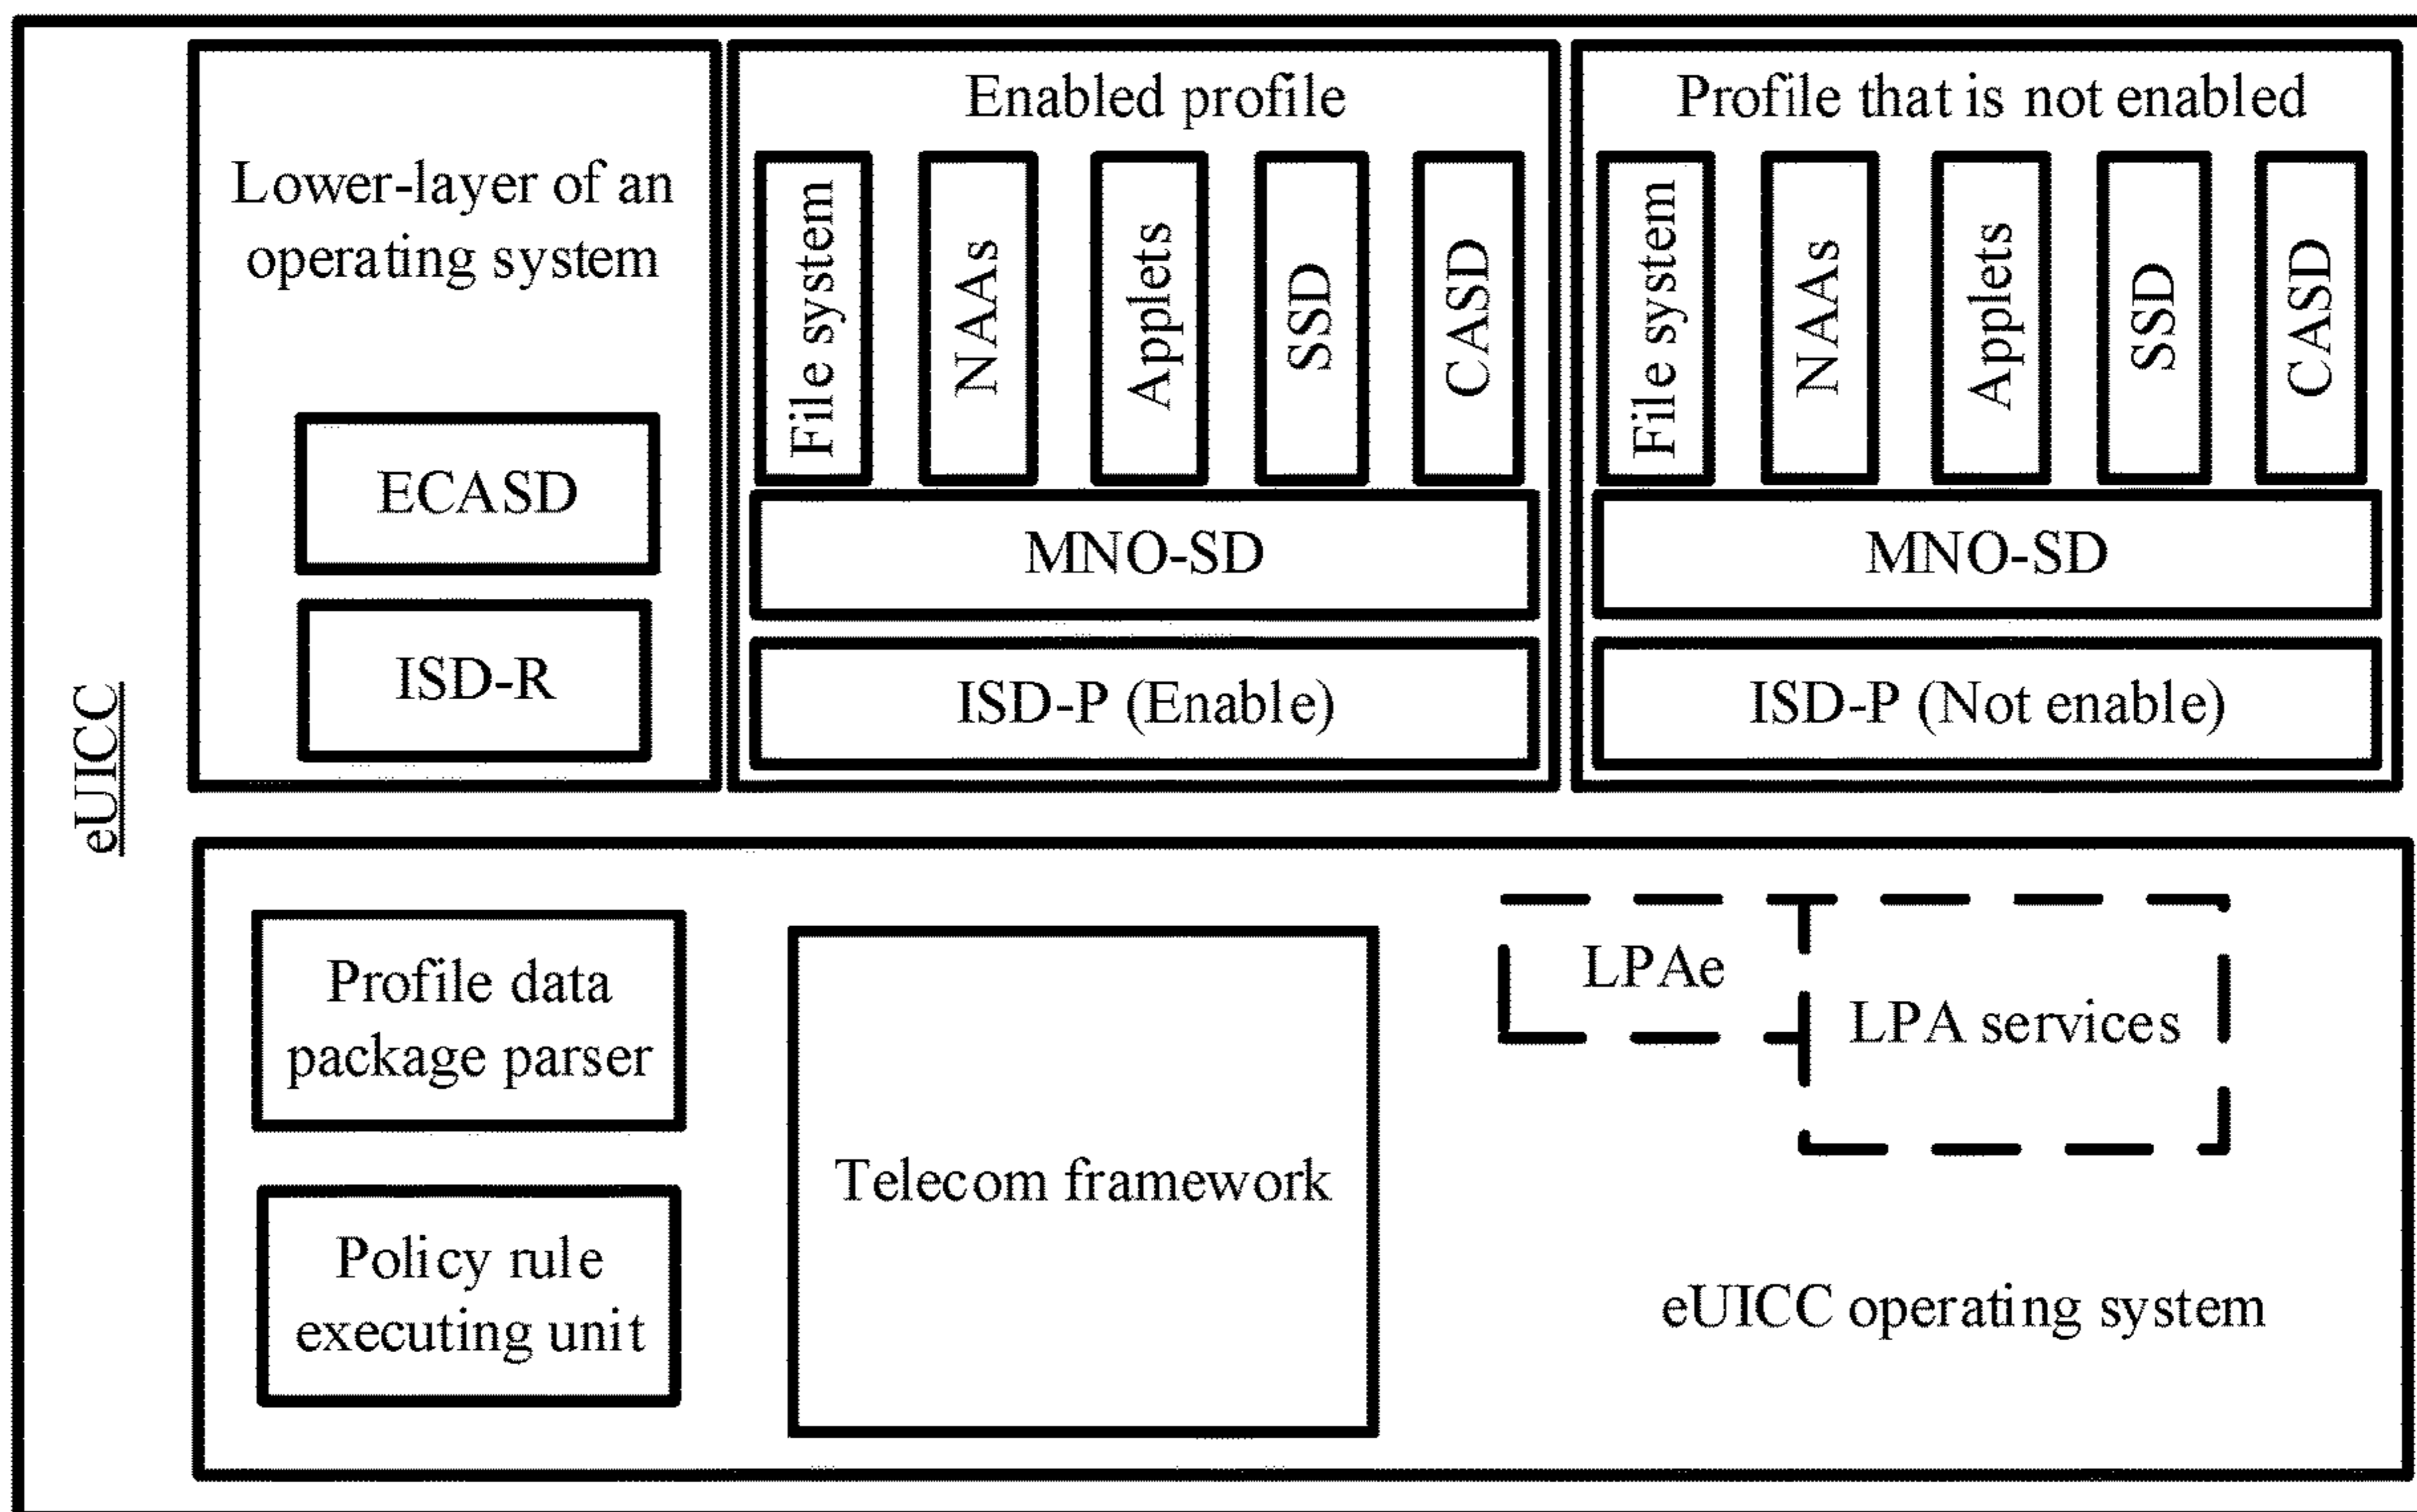 eUICC
Lower-layer of an
operating system
ECASD
ISD-R
Enabled profile
File system
NAAs
Applets
SSD
CASD
MNO-SD
ISD-P (Enable)
Profile that is not enabled
File system
NAAs
Applets
SSD
CASD
MNO-SD
ISD-P (Not enable)
Profile data
package parser
Policy rule
executing unit
Telecom framework
LPAe
LPA services
eUICC operating system